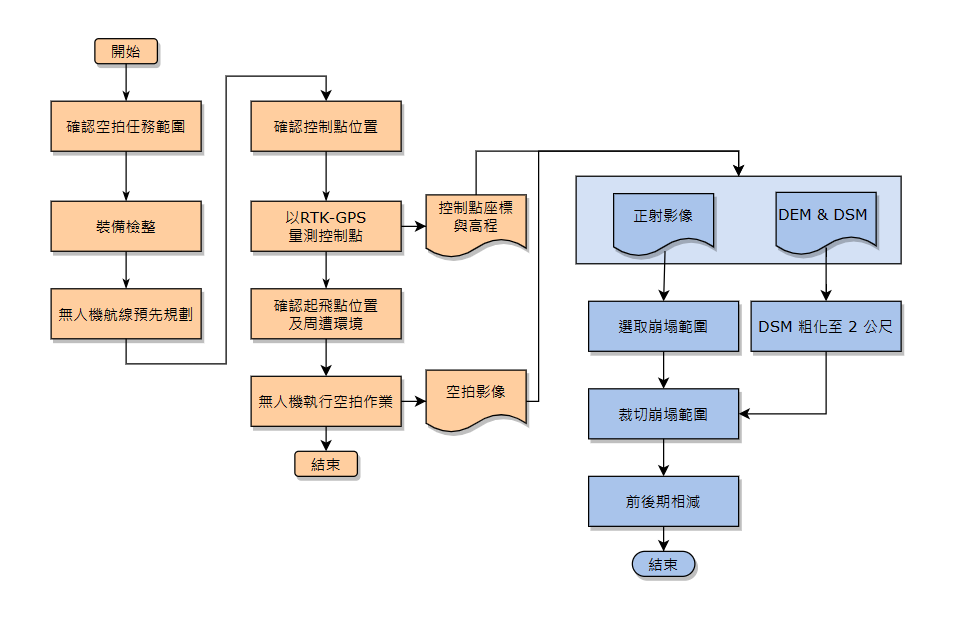 開始
確認空拍任務範圍
裝備檢整
無人機航線預先規劃
確認控制點位置
以RTK-GPS
量測控制點
控制點座標
與高程
確認起飛點位置
及周遭環境
無人機執行空拍作業
空拍影像
結束
正射影像
DEM & DSM
選取崩塌範圍
DSM 粗化至 2 公尺
裁切崩塌範圍
前後期相減
結束